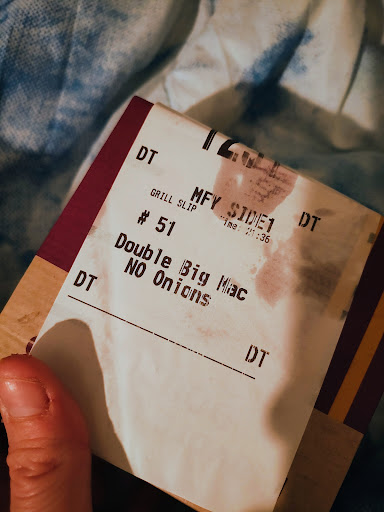 DT
MFY SIDE1 DT
GRILL SLIP
# 51
Double Big Mac
NO Onions
DT
DT